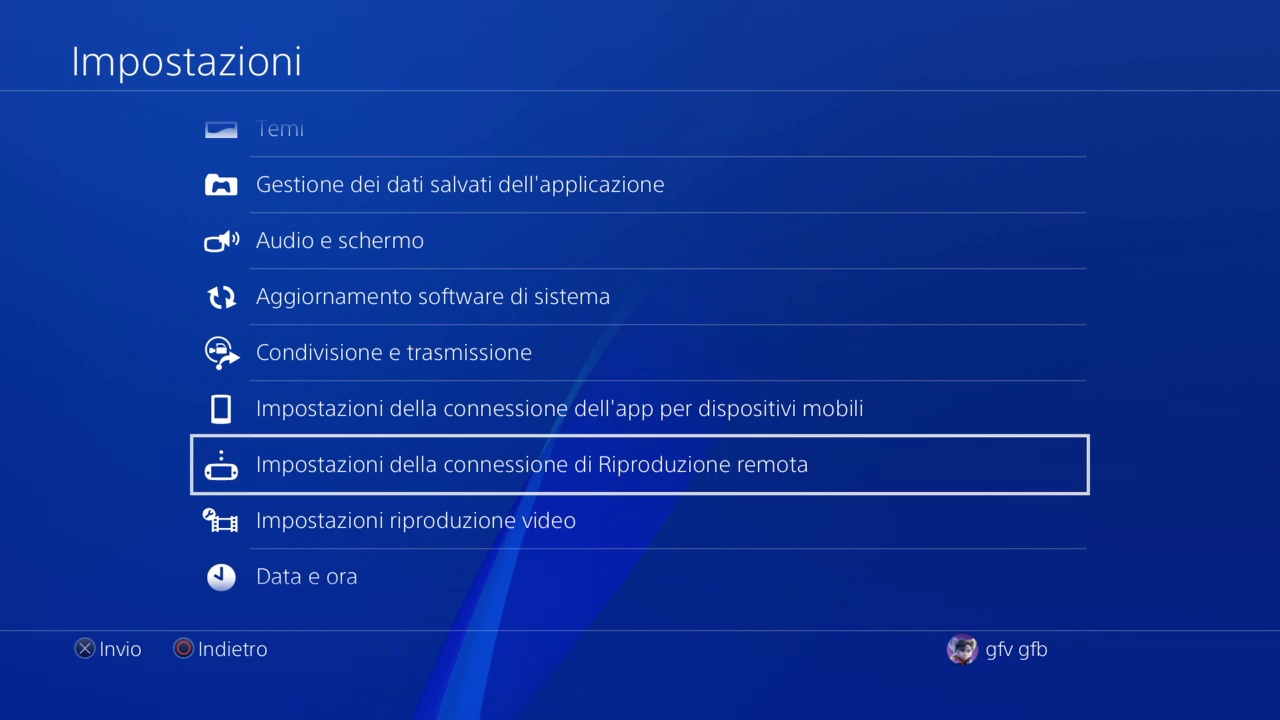 Impostazioni
Temi
Gestione dei dati salvati dell'applicazione
Audio e schermo
Aggiornamento software di sistema
Condivisione e trasmissione
Impostazioni della connessione dell'app per dispositivi mobili
Impostazioni della connessione di Riproduzione remota
Impostazioni riproduzione video
Data e ora
Invio Indietro gfv gfb